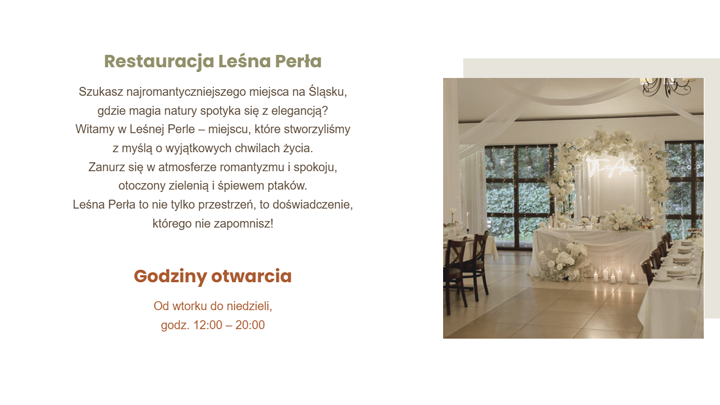 Restauracja Leśna Perła
Szukasz najromantyczniejszego miejsca na Śląsku,
gdzie magia natury spotyka się z elegancją?
Witamy w Leśnej Perle – miejscu, które stworzyliśmy
z myślą o wyjątkowych chwilach życia.
Zanurz się w atmosferze romantyzmu i spokoju,
otoczony zielenią i śpiewem ptaków.
Leśna Perła to nie tylko przestrzeń, to doświadczenie,
którego nie zapomnisz!
Godziny otwarcia
Od wtorku do niedzieli,
godz. 12:00 – 20:00